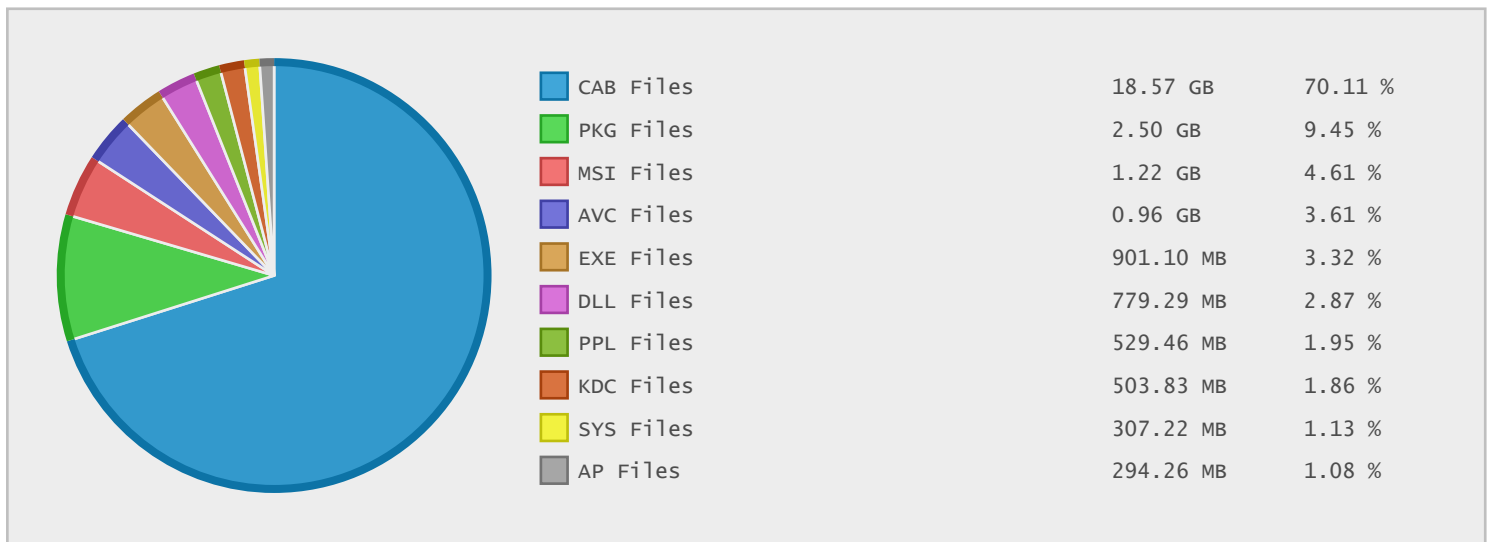 CAB Files 18.57 GB 70.11 %
PKG Files 2.50 GB 9.45 %
MSI Files 1.22 GB 4.61 %
AVC Files 0.96 GB 3.61 %
EXE Files 901.10 MB 3.32 %
DLL Files 779.29 MB 2.87 %
PPL Files 529.46 MB 1.95 %
KDC Files 503.83 MB 1.86 %
SYS Files 307.22 MB 1.13 %
AP Files 294.26 MB 1.08 %